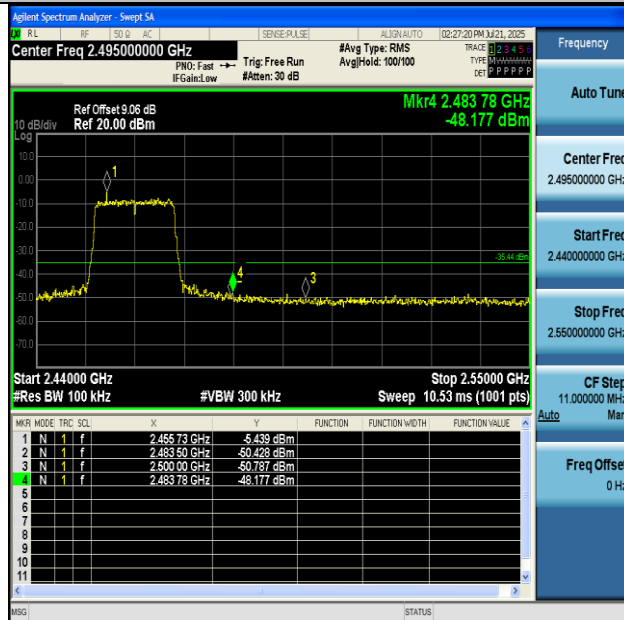 Agilent Spectrum Analyzer - Swept SA
RL RF 50 Ω AC SENSE:PULSE ALIGNAUTO 02:27:20 PM Jul 21, 2025
Center Freq 2.495000000 GHz
PNO: Fast
IFGain:Low
Trig: Free Run
#Atten: 30 dB
#Avg Type: RMS
Avg|Hold: 100/100
TRACE 1 2 3 4 5 6
TYPE M
DET P P P P P P
Ref Offset 9.06 dB
10 dB/div Ref 20.00 dBm
Log
Mkr4 2.483 78 GHz
-48.177 dBm
10.0
0.00
-10.0
-20.0
-30.0
-40.0
-50.0
-60.0
-70.0
1
4
3
-35.44 dBm
Start 2.44000 GHz Stop 2.55000 GHz
#Res BW 100 kHz #VBW 300 kHz Sweep 10.53 ms (1001 pts)
MKR MODE TRC SCL X Y FUNCTION FUNCTION WIDTH FUNCTION VALUE
1 N 1 f 2.455 73 GHz -5.439 dBm
2 N 1 f 2.483 50 GHz -50.428 dBm
3 N 1 f 2.500 00 GHz -50.787 dBm
4 N 1 f 2.483 78 GHz -48.177 dBm
5
6
7
8
9
10
11
MSG STATUS
Frequency
Auto Tune
Center Freq
2.495000000 GHz
Start Freq
2.440000000 GHz
Stop Freq
2.550000000 GHz
CF Step
11.000000 MHz
Auto Man
Freq Offset
0 Hz